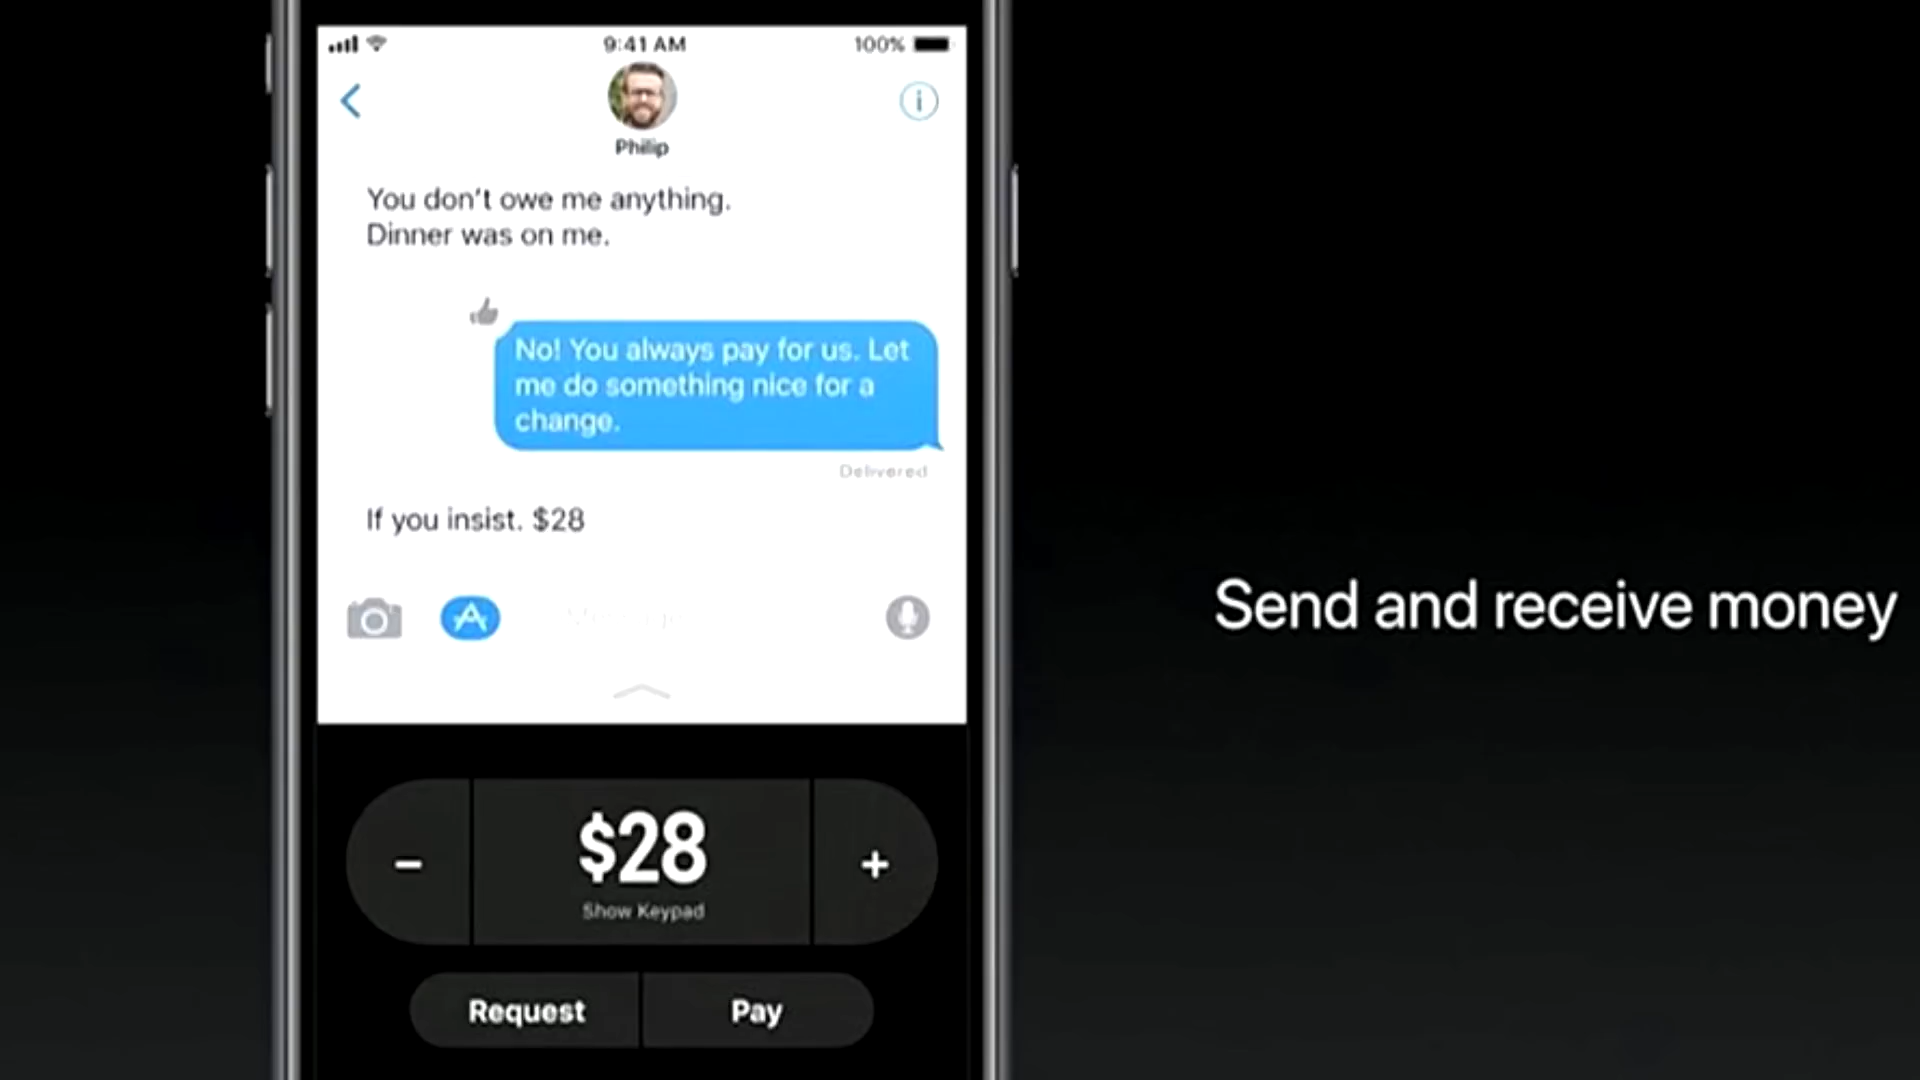 9:41 AM
100%
Philip
You don't owe me anything.
Dinner was on me.
No! You always pay for us. Let
me do something nice for a
change.
Delivered
If you insist. $28
Send and receive money
$28
Show Keypad
Request
Pay